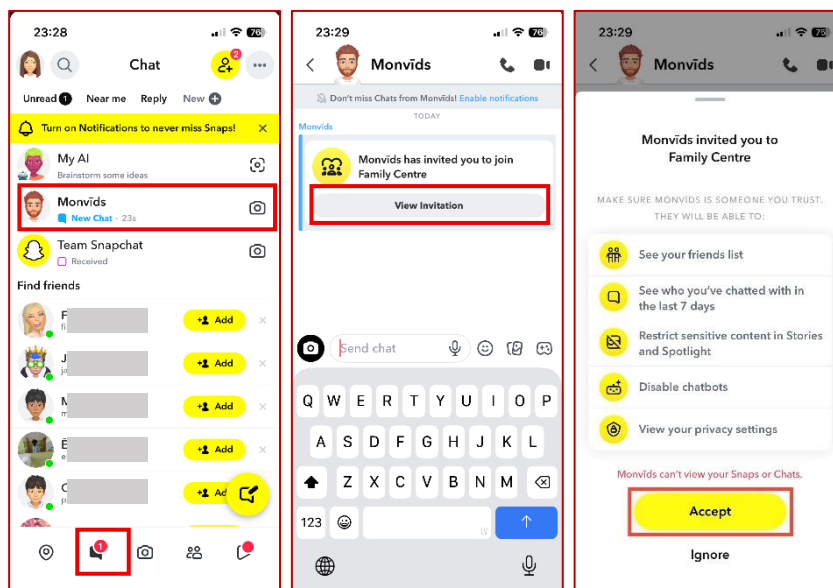 23:28
76
Chat
2
Unread 1 Near me Reply New
Turn on Notifications to never miss Snaps!
My AI
Brainstorm some ideas
Monvīds
New Chat · 23s
Team Snapchat
Received
Find friends
F
fi
Add
J
ja
Add
M
m
Add
Ē
e
Add
C
p
1
23:29
76
Monvīds
Don't miss Chats from Monvīds! Enable notifications
TODAY
Monvīds
Monvīds has invited you to join
Family Centre
View Invitation
Send chat
Q W E R T Y U I O P
A S D F G H J K L
Z X C V B N M
123
LV
23:29
75
Monvīds
Monvīds invited you to
Family Centre
MAKE SURE MONVĪDS IS SOMEONE YOU TRUST.
THEY WILL BE ABLE TO:
See your friends list
See who you've chatted with in
the last 7 days
Restrict sensitive content in Stories
and Spotlight
Disable chatbots
View your privacy settings
Monvīds can't view your Snaps or Chats.
Accept
Ignore